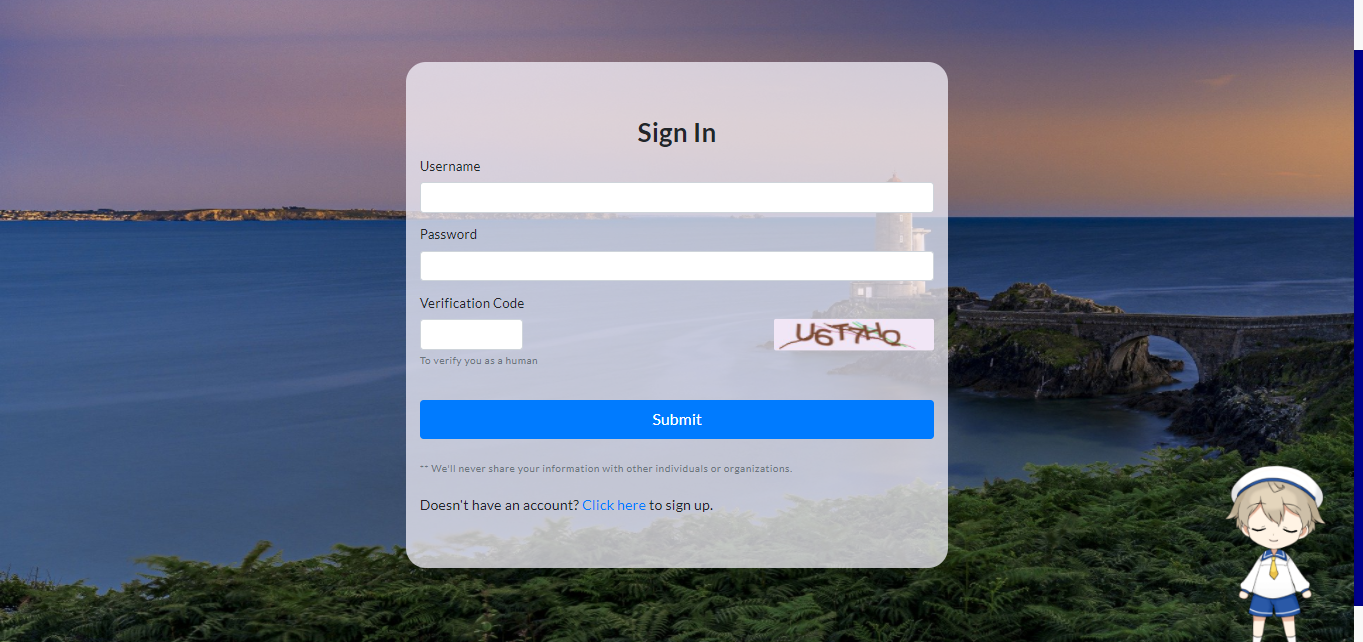 Sign In
Username
Password
Verification Code
To verify you as a human
Submit
** We'll never share your information with other individuals or organizations.
Doesn't have an account? Click here to sign up.